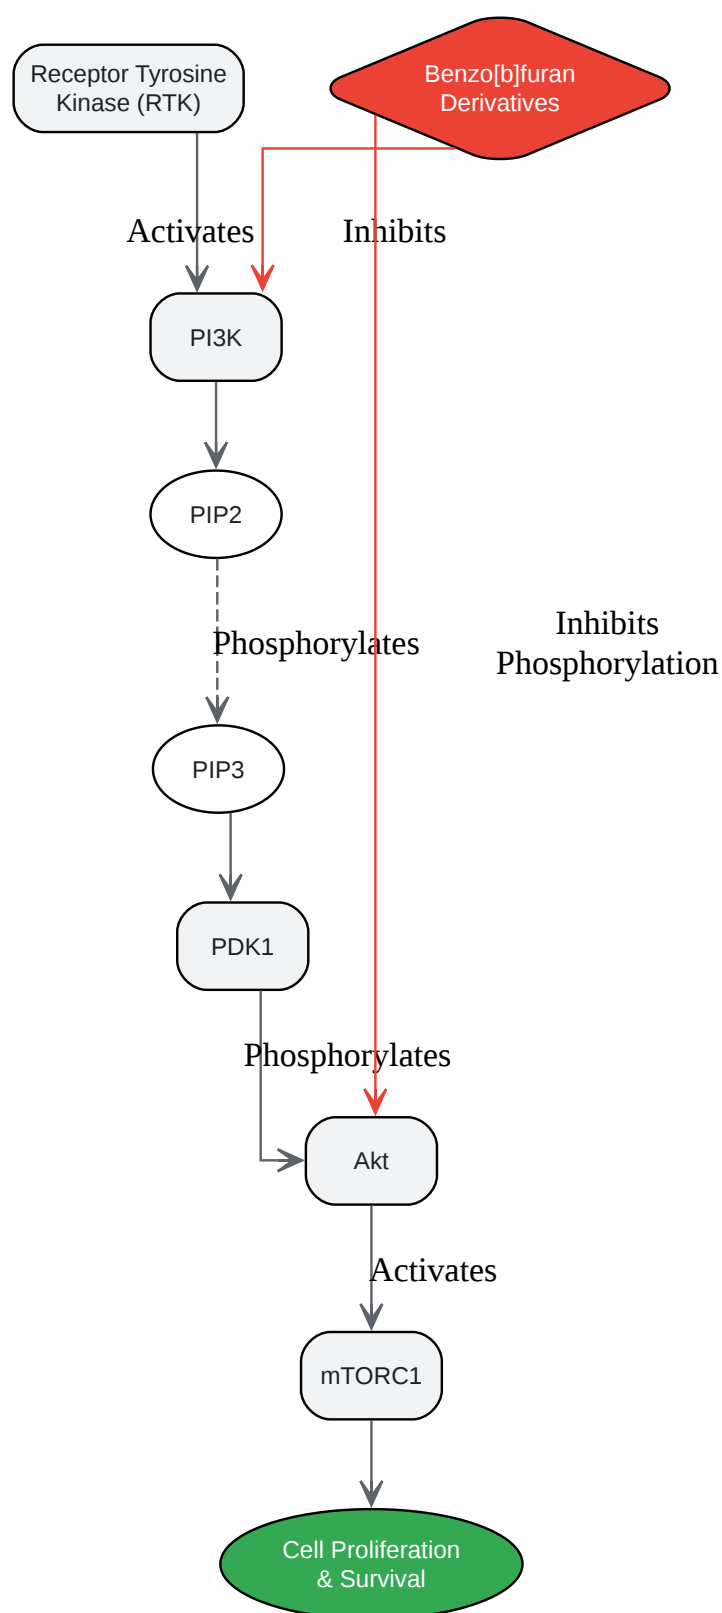 Receptor Tyrosine
Kinase (RTK)
Benzo[b]furan
Derivatives
Activates
Inhibits
PI3K
PIP2
Phosphorylates
Inhibits
Phosphorylation
PIP3
PDK1
Phosphorylates
Akt
Activates
mTORC1
Cell Proliferation
& Survival